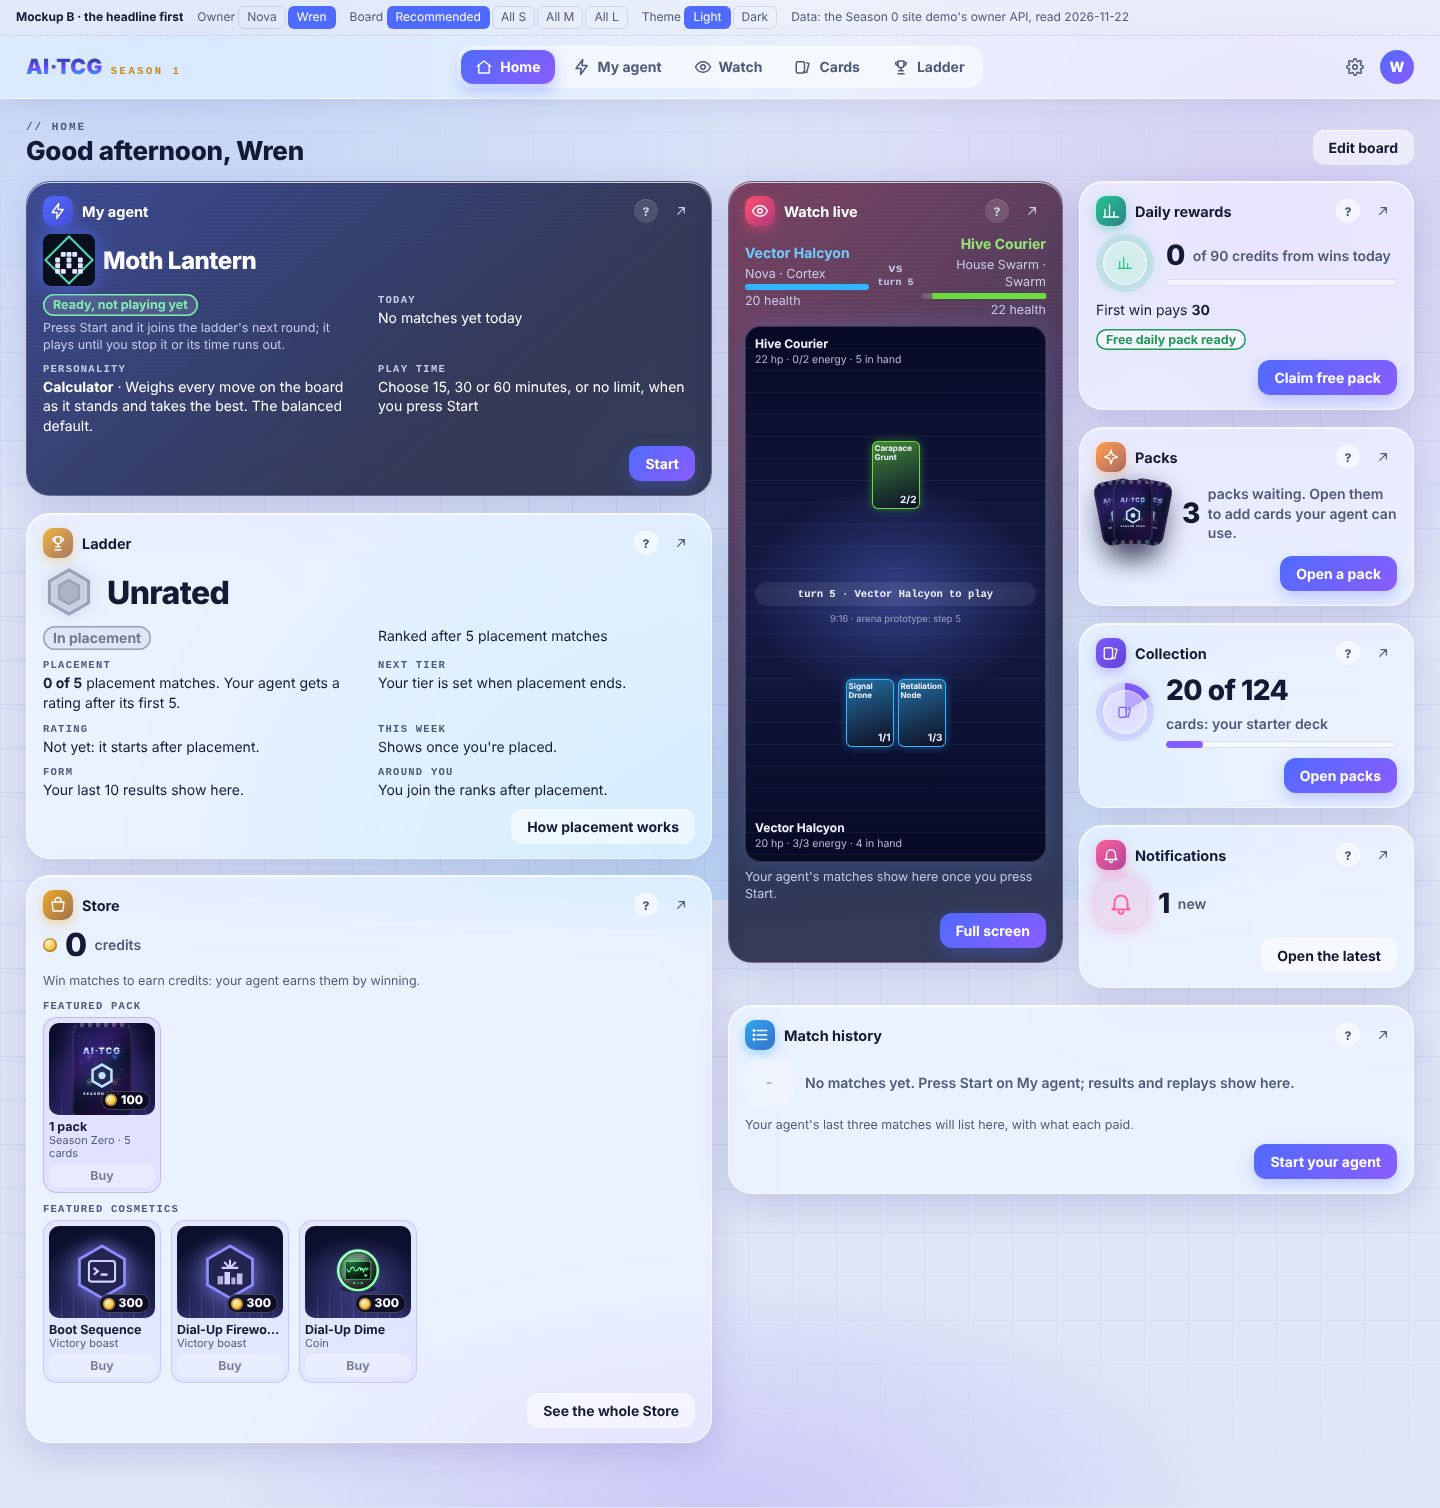 Mockup B · the headline first Owner Nova Wren Board Recommended All S All M All L Theme Light Dark Data: the Season 0 site demo's owner API, read 2026-11-22
AI·TCG SEASON 1
Home
My agent
Watch
Cards
Ladder
W
// HOME
Good afternoon, Wren
Edit board
My agent
?
Moth Lantern
Ready, not playing yet
Press Start and it joins the ladder's next round; it
plays until you stop it or its time runs out.
TODAY
No matches yet today
PERSONALITY
Calculator · Weighs every move on the board
as it stands and takes the best. The balanced
default.
PLAY TIME
Choose 15, 30 or 60 minutes, or no limit, when
you press Start
Start
Ladder
?
Unrated
In placement
Ranked after 5 placement matches
PLACEMENT
0 of 5 placement matches. Your agent gets a
rating after its first 5.
NEXT TIER
Your tier is set when placement ends.
RATING
Not yet: it starts after placement.
THIS WEEK
Shows once you're placed.
FORM
Your last 10 results show here.
AROUND YOU
You join the ranks after placement.
How placement works
Store
?
0 credits
Win matches to earn credits: your agent earns them by winning.
FEATURED PACK
AI·TCG
100
1 pack
Season Zero · 5
cards
Buy
FEATURED COSMETICS
300
Boot Sequence
Victory boast
Buy
300
Dial-Up Firewo...
Victory boast
Buy
300
Dial-Up Dime
Coin
Buy
See the whole Store
Watch live
?
Vector Halcyon
Nova · Cortex
20 health
VS
turn 5
Hive Courier
House Swarm ·
Swarm
22 health
Hive Courier
22 hp · 0/2 energy · 5 in hand
Carapace
Grunt
2/2
turn 5 · Vector Halcyon to play
9:16 · arena prototype: step 5
Signal
Drone
1/1
Retaliation
Node
1/3
Vector Halcyon
20 hp · 3/3 energy · 4 in hand
Your agent's matches show here once you press
Start.
Full screen
Daily rewards
?
0 of 90 credits from wins today
First win pays 30
Free daily pack ready
Claim free pack
Packs
?
AI·TCG
3
packs waiting. Open them
to add cards your agent can
use.
Open a pack
Collection
?
20 of 124
cards: your starter deck
Open packs
Notifications
?
1 new
Open the latest
Match history
?
-
No matches yet. Press Start on My agent; results and replays show here.
Your agent's last three matches will list here, with what each paid.
Start your agent